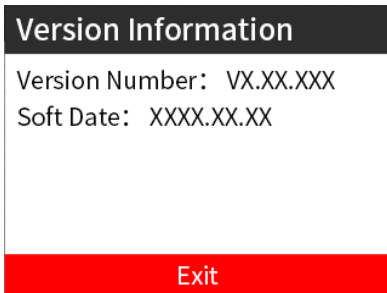 Version Information
Version Number： VX.XX.XXX
Soft Date： XXXX.XX.XX
Exit